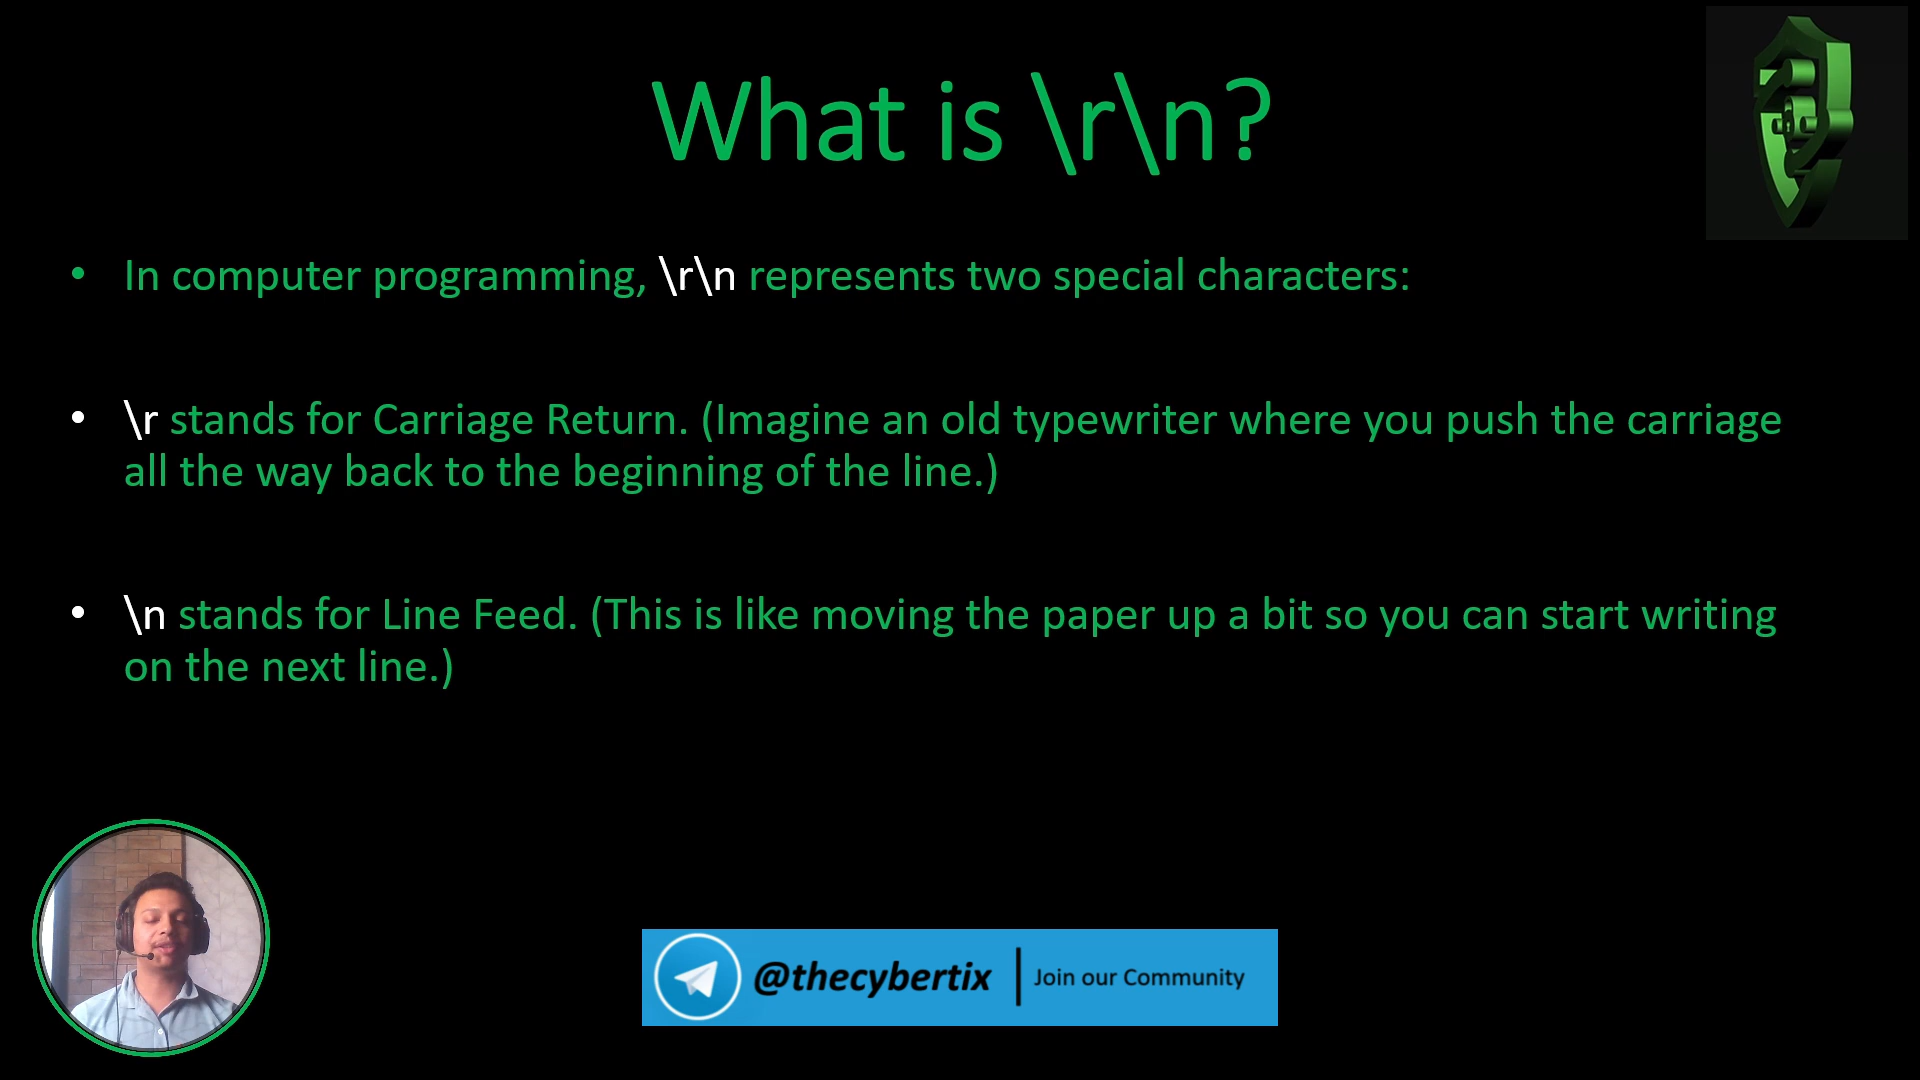 What is \r\n?
• In computer programming, \r\n represents two special characters:
• \r stands for Carriage Return. (Imagine an old typewriter where you push the carriage
all the way back to the beginning of the line.)
• \n stands for Line Feed. (This is like moving the paper up a bit so you can start writing
on the next line.)
@thecybertix | Join our Community